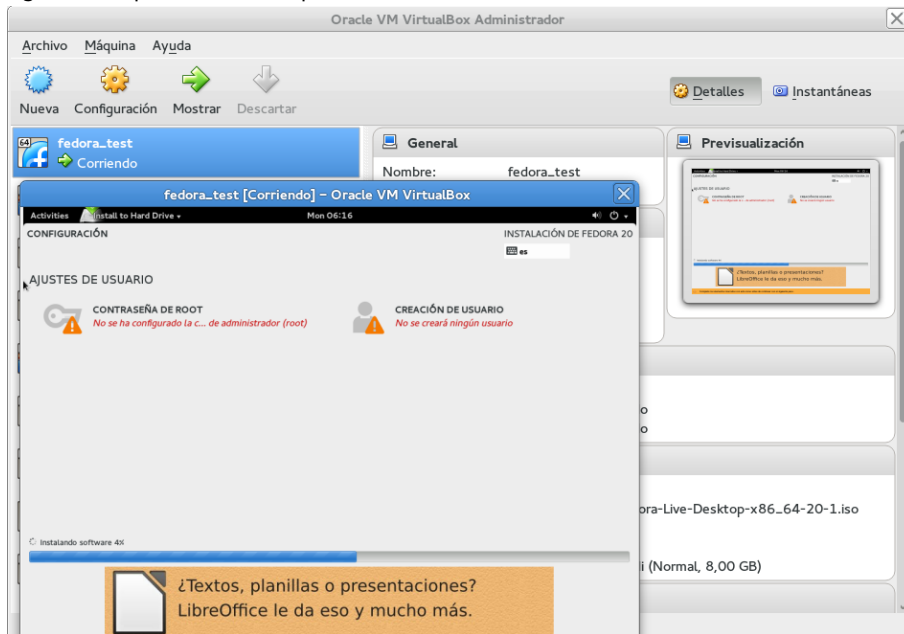 Oracle VM VirtualBox Administrador
Archivo Máquina Ayuda
Nueva Configuración Mostrar Descartar
Detalles Instantáneas
64 fedora_test
Corriendo
General
Nombre: fedora_test
Previsualización
fedora_test [Corriendo] - Oracle VM VirtualBox
Activities Install to Hard Drive Mon 06:16
CONFIGURACIÓN
INSTALACIÓN DE FEDORA 20
es
AJUSTES DE USUARIO
CONTRASEÑA DE ROOT
No se ha configurado la c... de administrador (root)
CREACIÓN DE USUARIO
No se creará ningún usuario
Instalando software 4%
¿Textos, planillas o presentaciones?
LibreOffice le da eso y mucho más.
o
o
ora-Live-Desktop-x86_64-20-1.iso
i (Normal, 8,00 GB)